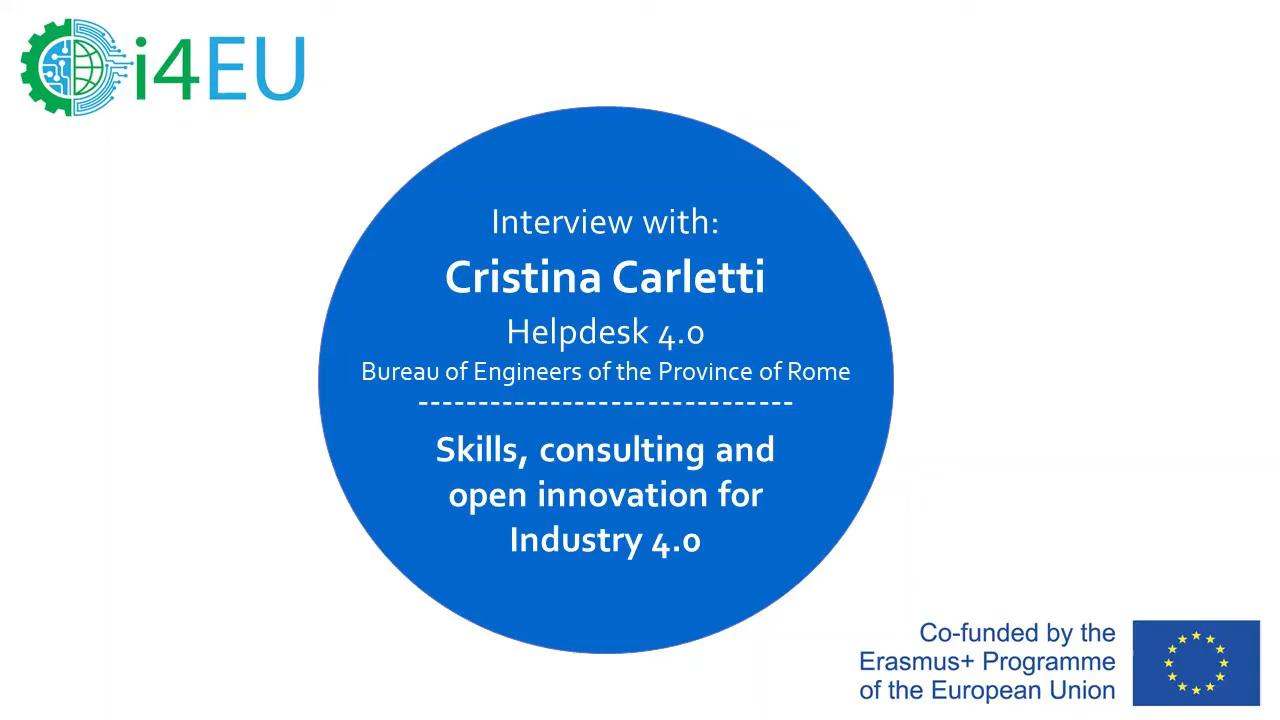 i4EU
Interview with:
Cristina Carletti
Helpdesk 4.0
Bureau of Engineers of the Province of Rome
-------------------------------
Skills, consulting and
open innovation for
Industry 4.0
Co-funded by the
Erasmus+ Programme
of the European Union